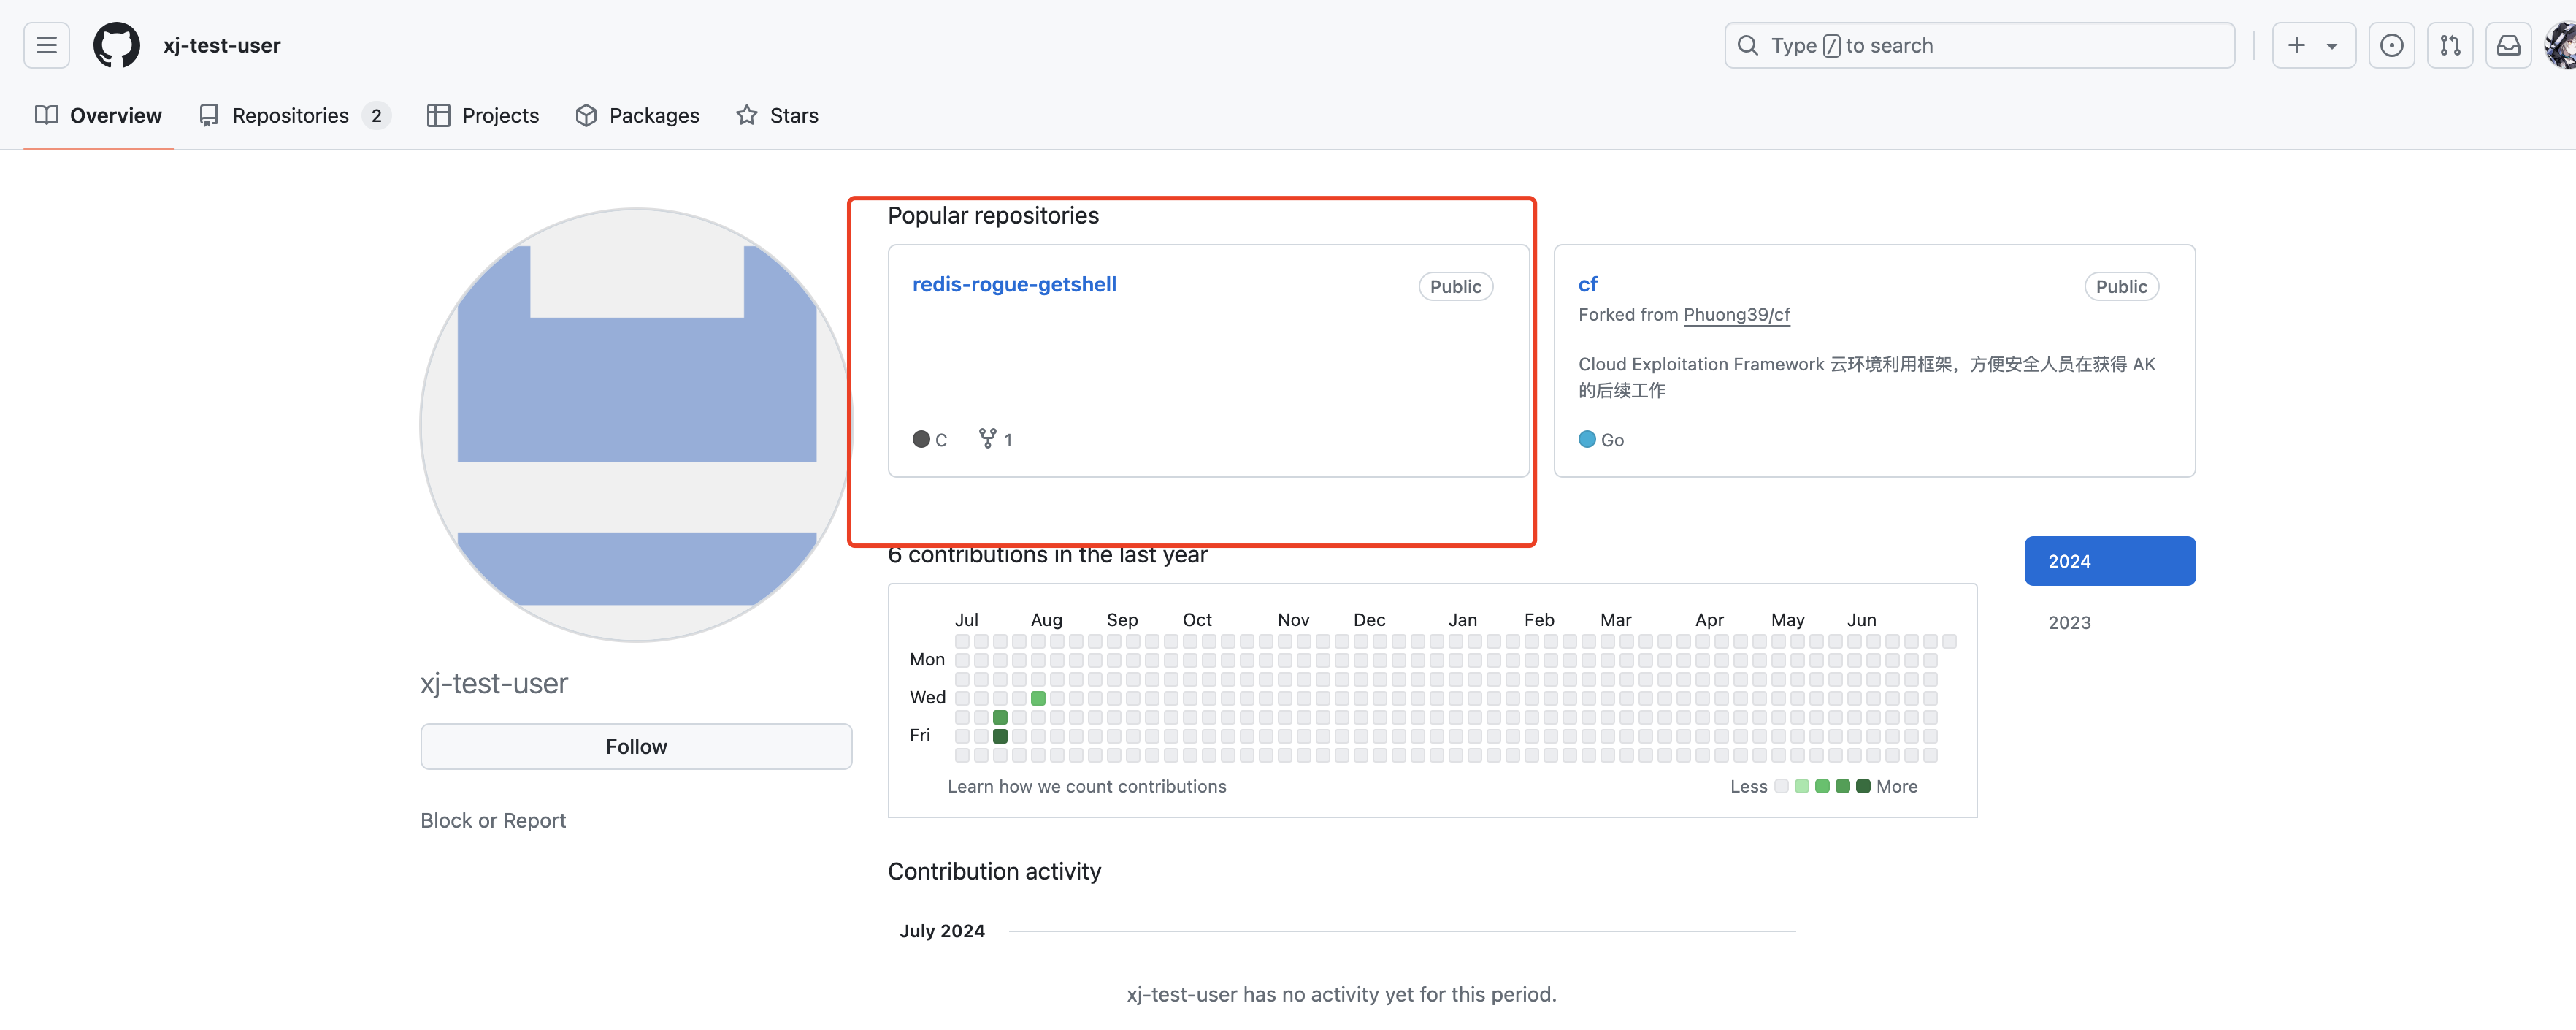 xj-test-user
Type / to search
Overview
Repositories 2
Projects
Packages
Stars
Popular repositories
redis-rogue-getshell
Public
C
1
cf
Public
Forked from Phuong39/cf
Cloud Exploitation Framework 云环境利用框架，方便安全人员在获得 AK
的后续工作
Go
xj-test-user
Follow
Block or Report
6 contributions in the last year
2024
2023
Jul Aug Sep Oct Nov Dec Jan Feb Mar Apr May Jun
Mon
Wed
Fri
Learn how we count contributions
Less More
Contribution activity
July 2024
xj-test-user has no activity yet for this period.